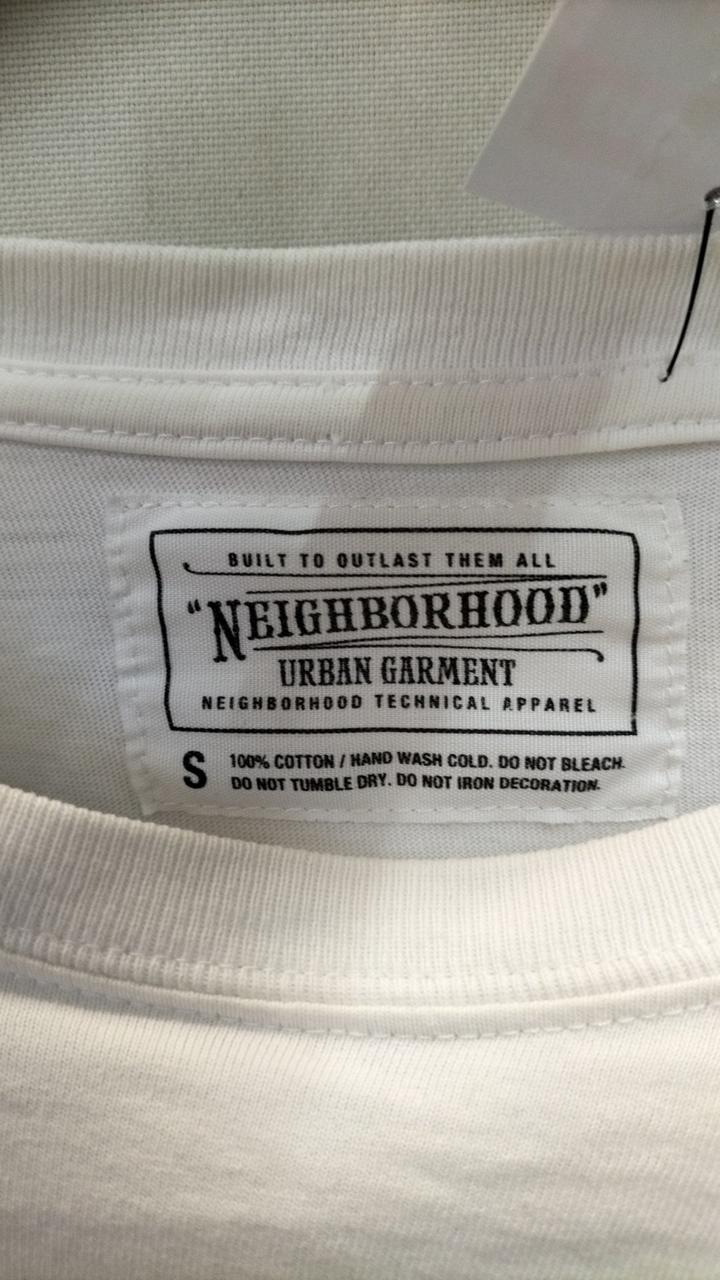 BUILT TO OUTLAST THEM ALL
"NEIGHBORHOOD"
URBAN GARMENT
NEIGHBORHOOD TECHNICAL APPAREL
S 100% COTTON / HAND WASH COLD. DO NOT BLEACH.
DO NOT TUMBLE DRY. DO NOT IRON DECORATION.